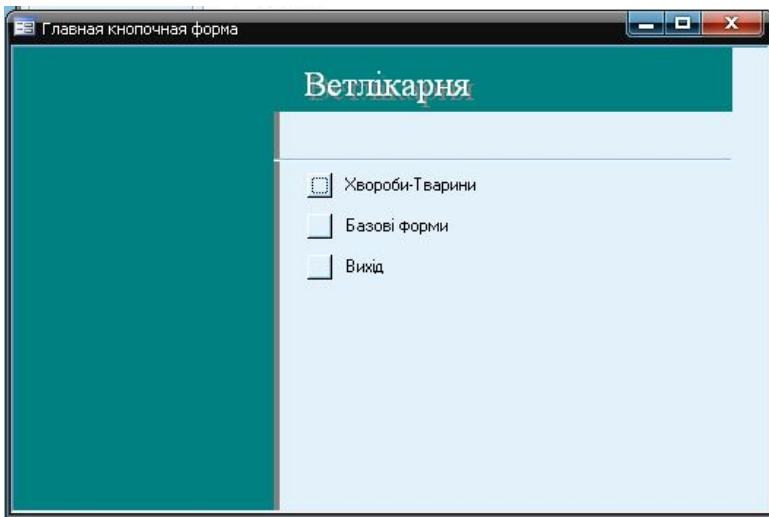 Главная кнопочная форма
Ветлікарня
Хвороби-Тварини
Базові форми
Вихід